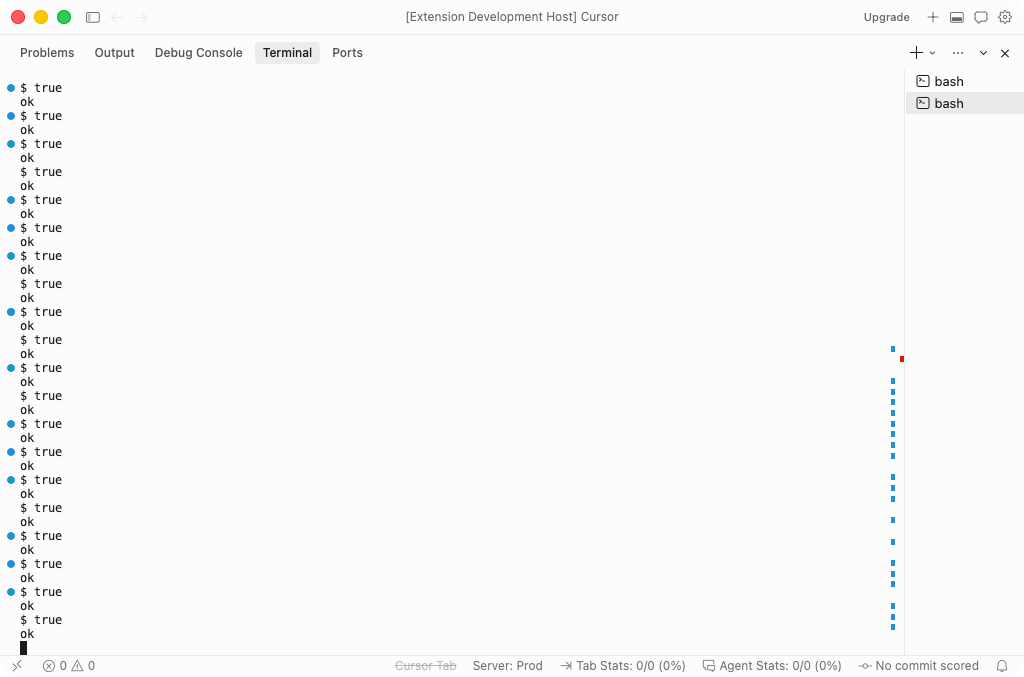 [Extension Development Host] Cursor
Upgrade
Problems Output Debug Console Terminal Ports
$ true
ok
$ true
ok
$ true
ok
$ true
ok
$ true
ok
$ true
ok
$ true
ok
$ true
ok
$ true
ok
$ true
ok
$ true
ok
$ true
ok
$ true
ok
$ true
ok
$ true
ok
$ true
ok
$ true
ok
$ true
ok
$ true
ok
$ true
ok
bash
bash
0 0 Cursor Tab Server: Prod Tab Stats: 0/0 (0%) Agent Stats: 0/0 (0%) No commit scored